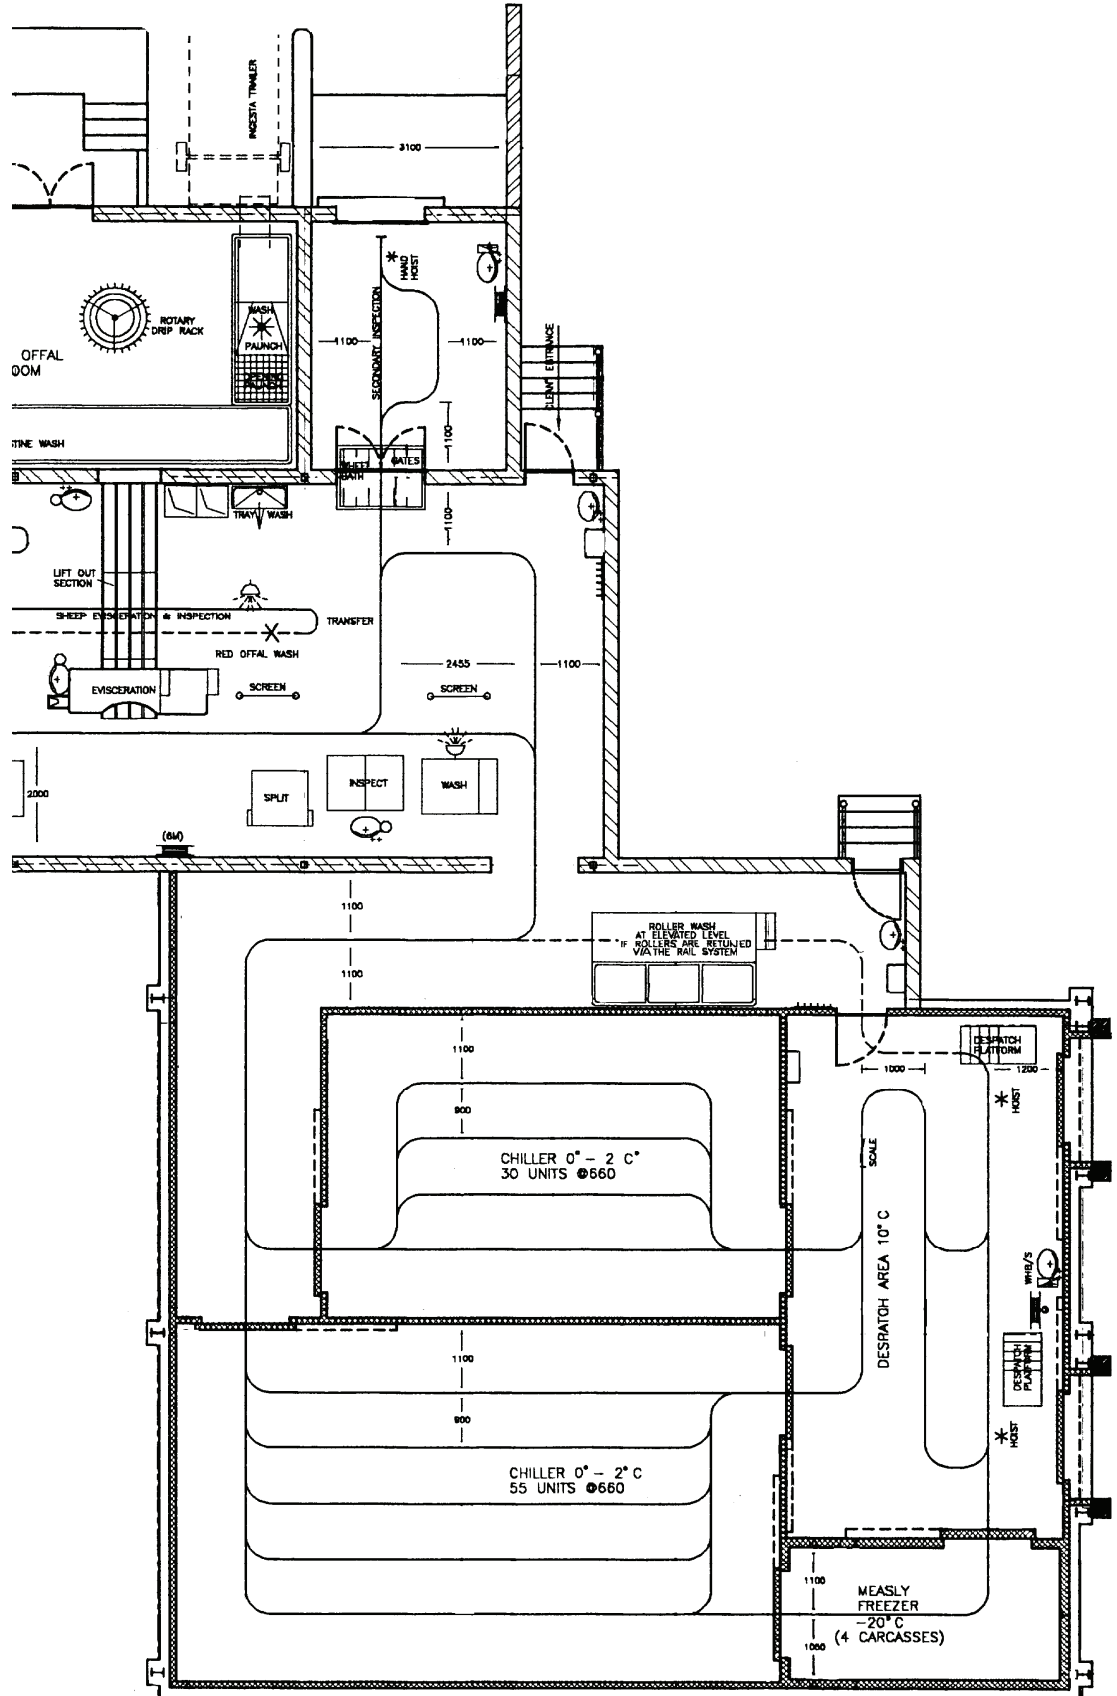 INGESTA TRAILER
3100
HAND
HOIST
ROTARY
DRIP RACK
WASH
PAUNCH
OFFAL
OOM
SECONDARY INSPECTION
1100
1100
CLEAN ENTRANCE
1100
TINE WASH
WHEEL
BATH
GATES
TRAY WASH
1100
LIFT OUT
SECTION
SHEEP EVISCERATION & INSPECTION
TRANSFER
RED OFFAL WASH
2455
1100
EVISCERATION
SCREEN
SCREEN
2000
SPLIT
INSPECT
WASH
(6M)
1100
ROLLER WASH
AT ELEVATED LEVEL
IF ROLLERS ARE RETURNED
VIA THE RAIL SYSTEM
1100
1100
DESPATCH
PLATFORM
1000
1200
HOIST
900
SCALE
CHILLER 0° - 2 C°
30 UNITS @660
DESPATCH AREA 10° C
WHB/S
1100
DESPATCH
PLATFORM
900
HOIST
CHILLER 0° - 2° C
55 UNITS @660
1100
MEASLY
FREEZER
-20° C
(4 CARCASSES)
1060